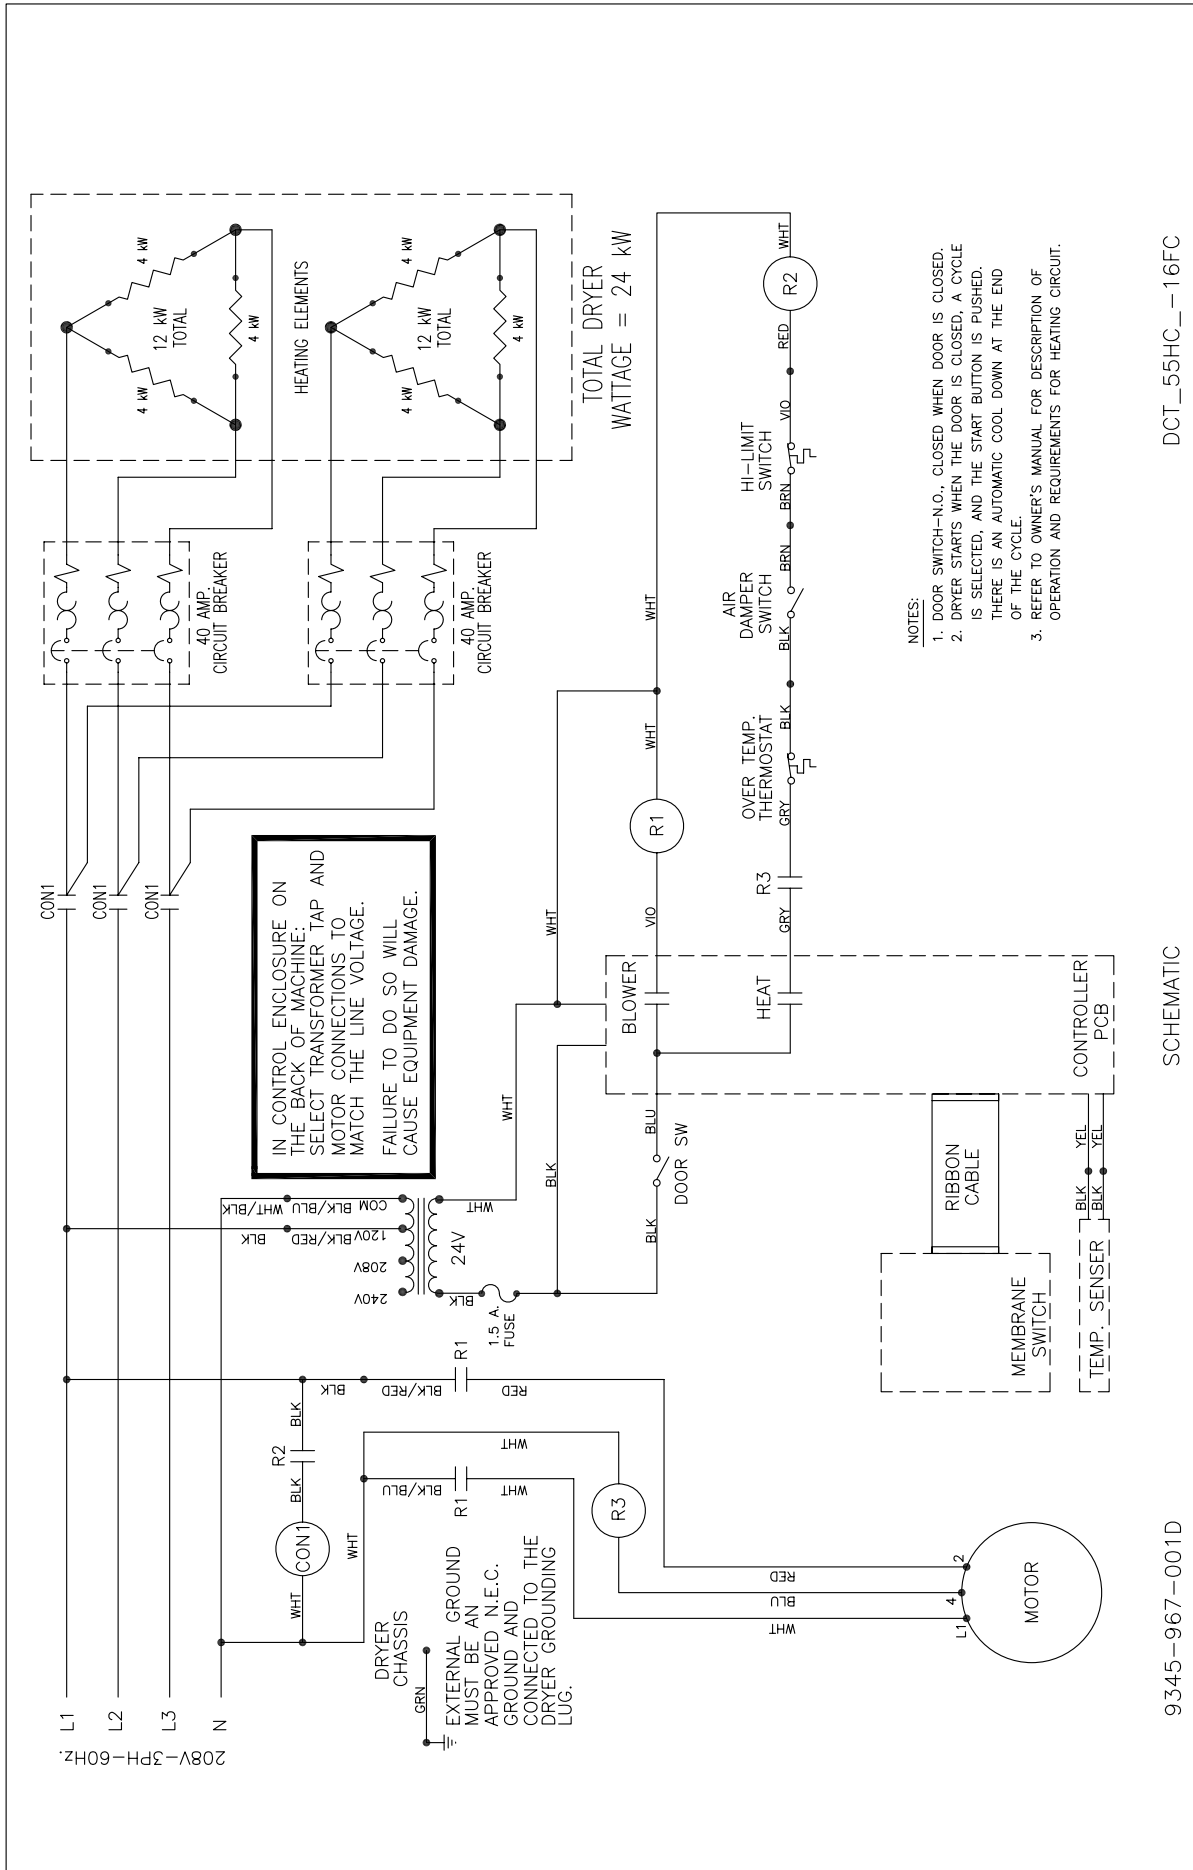 208V-3PH-60Hz.
L1
L2
L3
N
CON1
CON1
CON1
40 AMP.
CIRCUIT BREAKER
40 AMP.
CIRCUIT BREAKER
4 kW
4 kW
12 kW
TOTAL
4 kW
HEATING ELEMENTS
4 kW
4 kW
12 kW
TOTAL
4 kW
TOTAL DRYER
WATTAGE = 24 kW
IN CONTROL ENCLOSURE ON
THE BACK OF MACHINE:
SELECT TRANSFORMER TAP AND
MOTOR CONNECTIONS TO
MATCH THE LINE VOLTAGE.
FAILURE TO DO SO WILL
CAUSE EQUIPMENT DAMAGE.
WHT/BLK
BLK/BLU
COM
BLK
BLK/RED
BLK
120V
208V
240V
24V
WHT
BLK
1.5 A.
FUSE
WHT
CON1
BLK
R2
BLK
BLK
BLK/RED
R1
RED
WHT
BLK/BLU
R1
WHT
WHT
R3
DRYER
CHASSIS
GRN
EXTERNAL GROUND
MUST BE AN
APPROVED N.E.C.
GROUND AND
CONNECTED TO THE
DRYER GROUNDING
LUG.
WHT
BLU
RED
L1
4
2
MOTOR
WHT
WHT
BLK
BLK
DOOR SW
BLU
BLOWER
VIO
R1
WHT
WHT
HEAT
GRY
R3
GRY
OVER TEMP.
THERMOSTAT
BLK
BLK
AIR
DAMPER
SWITCH
BRN
BRN
HI-LIMIT
SWITCH
VIO
RED
R2
WHT
CONTROLLER
PCB
MEMBRANE
SWITCH
RIBBON
CABLE
TEMP. SENSER
BLK
BLK
YEL
YEL
NOTES:
1. DOOR SWITCH-N.O., CLOSED WHEN DOOR IS CLOSED.
2. DRYER STARTS WHEN THE DOOR IS CLOSED, A CYCLE
IS SELECTED, AND THE START BUTTON IS PUSHED.
THERE IS AN AUTOMATIC COOL DOWN AT THE END
OF THE CYCLE.
3. REFER TO OWNER'S MANUAL FOR DESCRIPTION OF
OPERATION AND REQUIREMENTS FOR HEATING CIRCUIT.
9345-967-001D
SCHEMATIC
DCT_55HC_-16FC